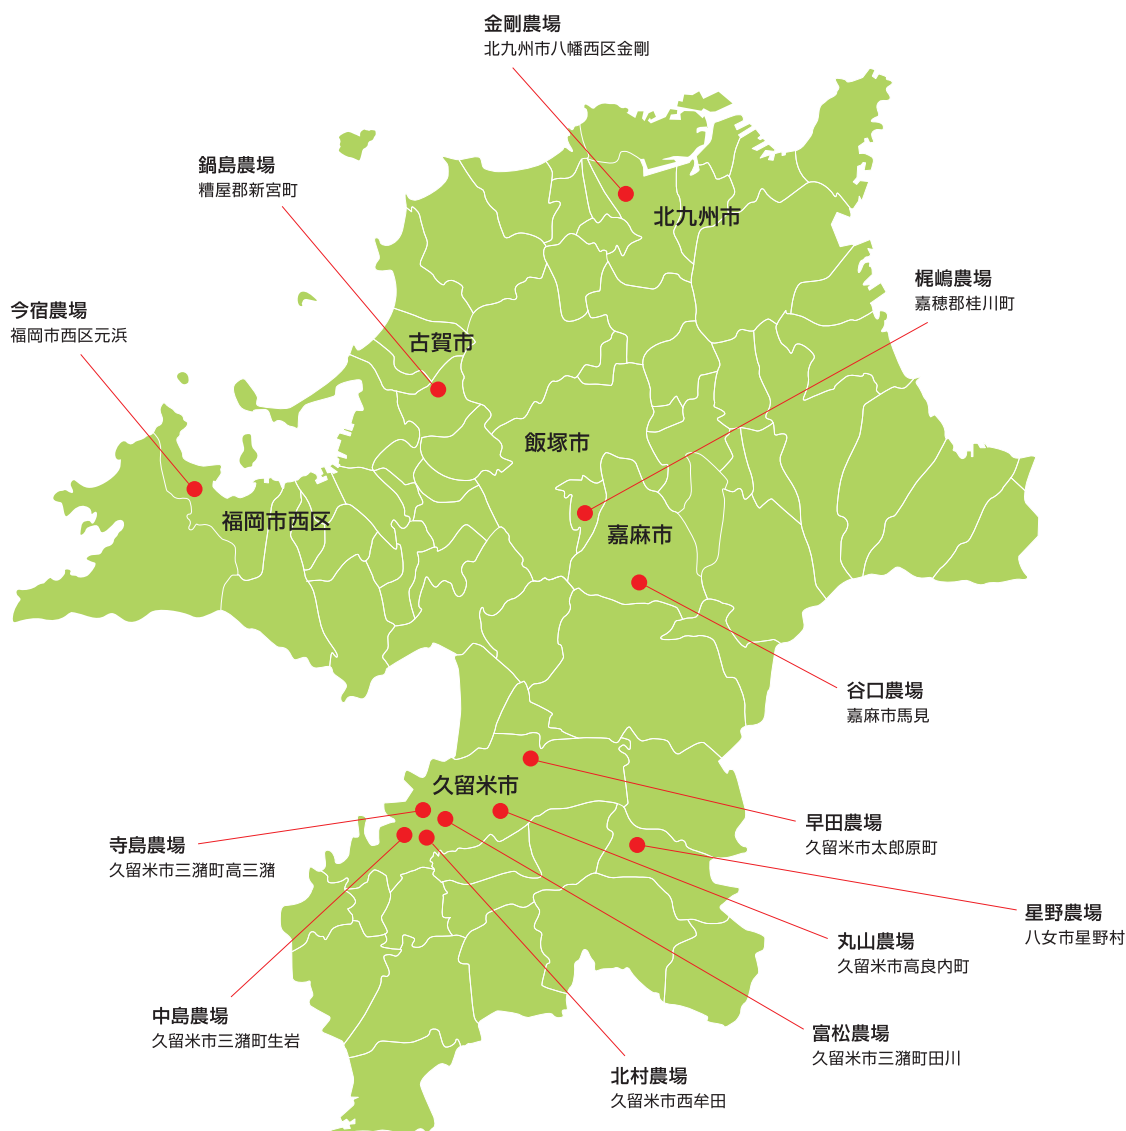 金剛農場
北九州市八幡西区金剛
鍋島農場
糟屋郡新宮町
北九州市
梶嶋農場
嘉穂郡桂川町
今宿農場
福岡市西区元浜
古賀市
飯塚市
福岡市西区
嘉麻市
谷口農場
嘉麻市馬見
久留米市
早田農場
久留米市太郎原町
寺島農場
久留米市三潴町高三潴
星野農場
八女市星野村
丸山農場
久留米市高良内町
中島農場
久留米市三潴町生岩
富松農場
久留米市三潴町田川
北村農場
久留米市西牟田